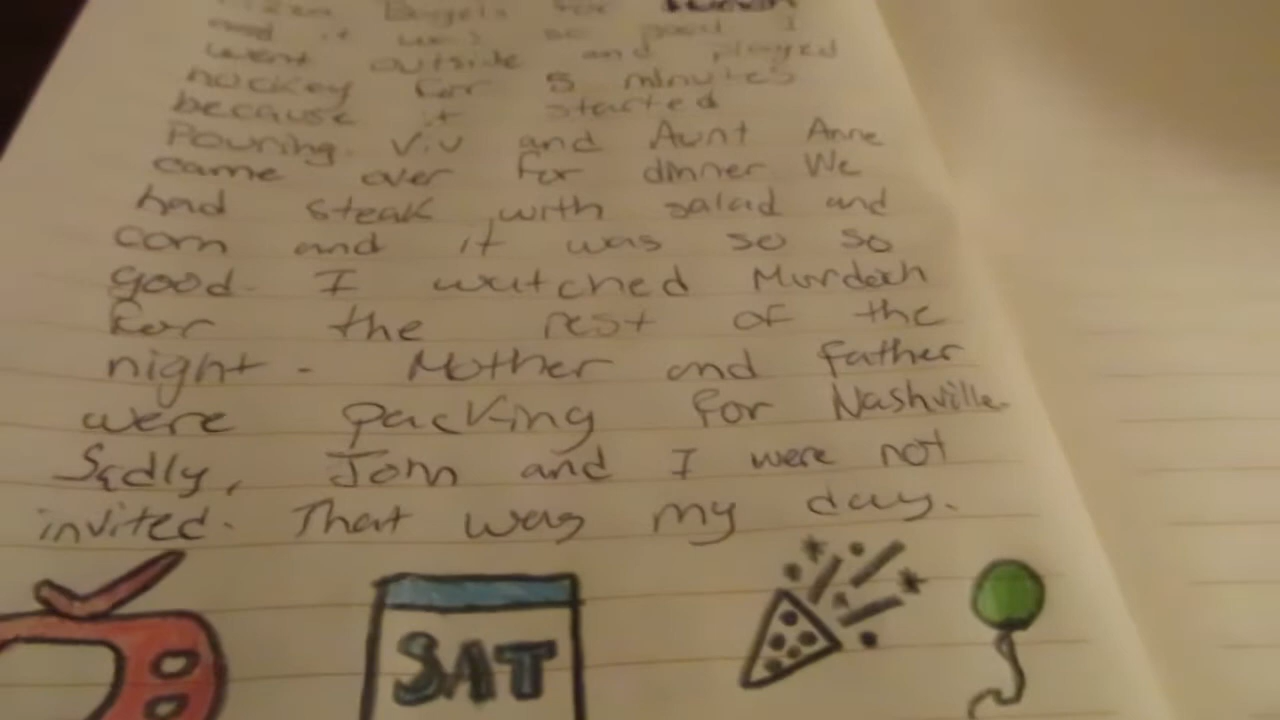 Bagels for
and it was so good I
went outside and played
hockey for 5 minutes
because it started
Pouring. Viv and Aunt Anne
came over for dinner We
had steak with salad and
corn and it was so so
good. I watched Murdoch
for the rest of the
night. Mother and father
were packing for Nashville.
Sadly, Tom and I were not
invited. That was my day.
SAT